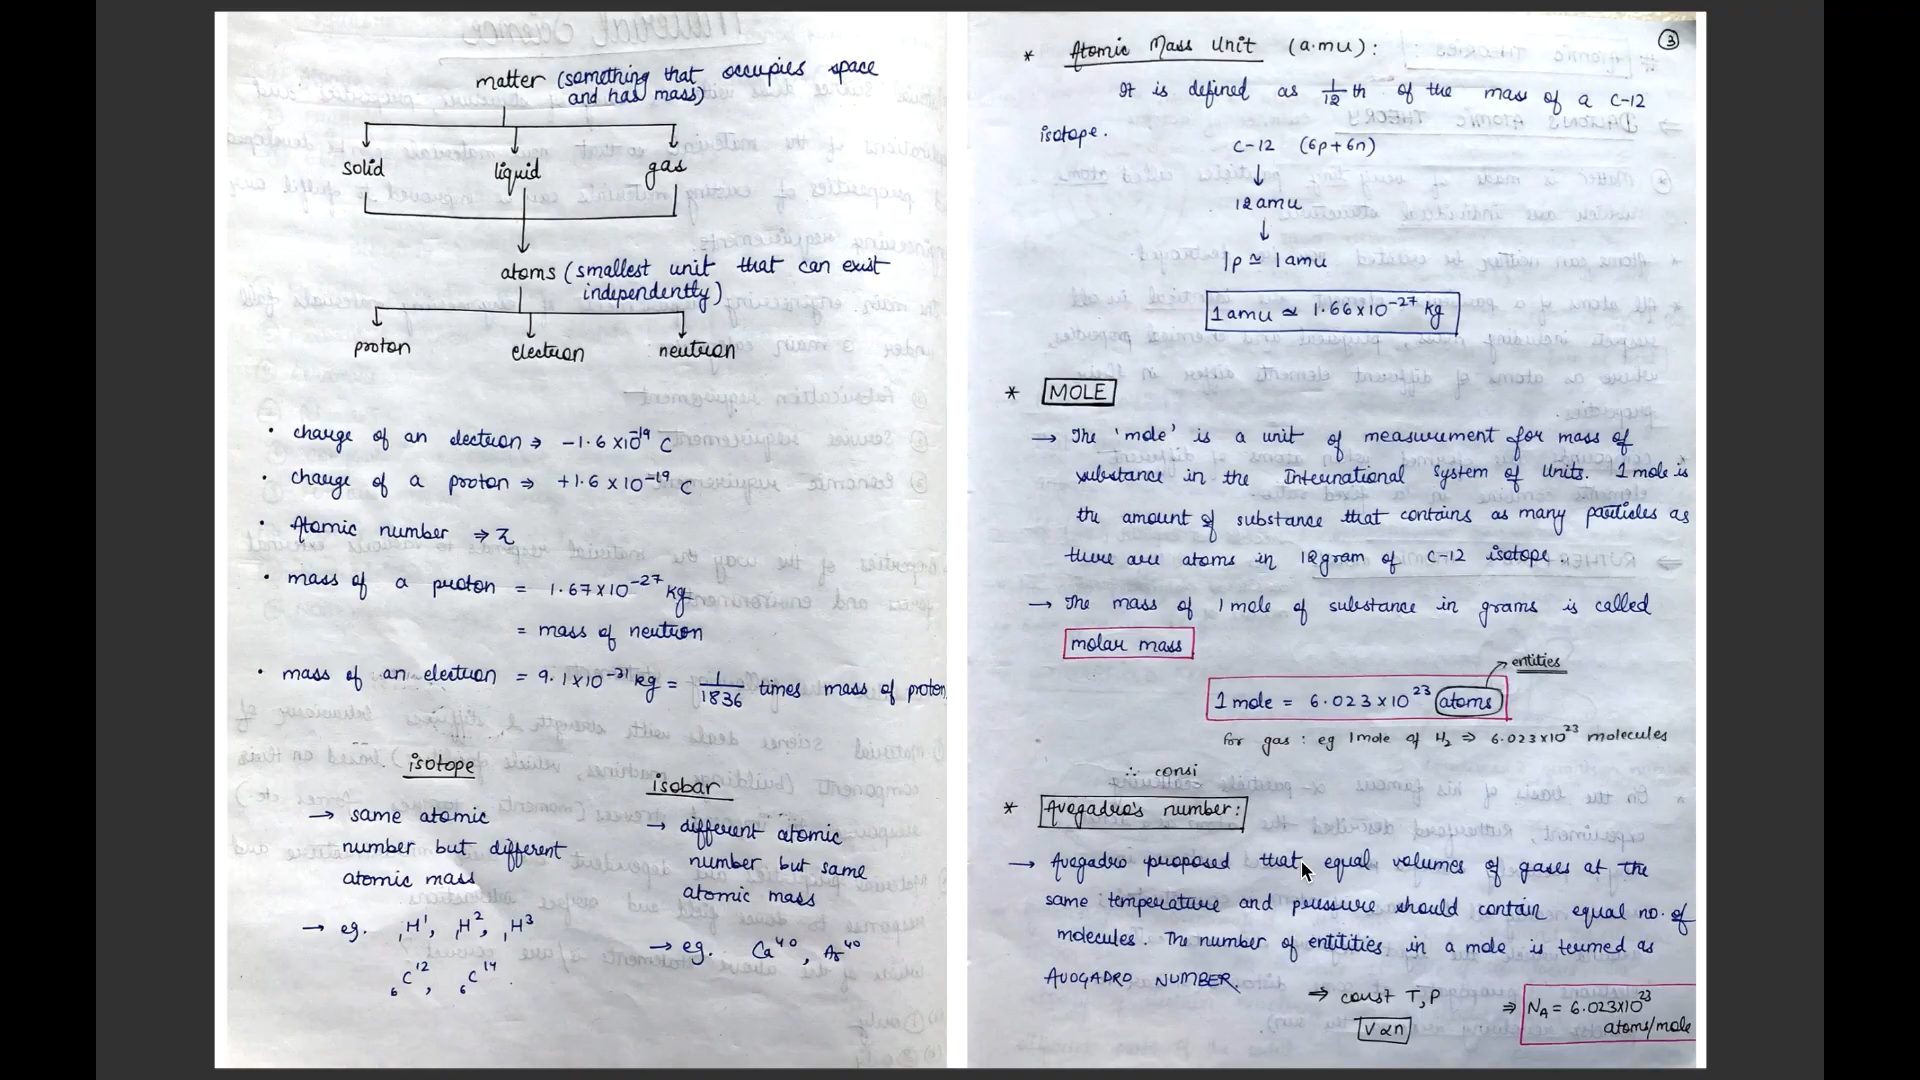 matter (something that occupies space
and has mass)
solid liquid gas
atoms (smallest unit that can exist
independently)
proton electron neutron
• charge of an electron ⇒ -1.6 x10⁻¹⁹ C
• charge of a proton ⇒ +1.6 x 10⁻¹⁹ C
• Atomic number ⇒ Z
• mass of a proton = 1.67x10⁻²⁷ kg
= mass of neutron
• mass of an electron = 9.1x10⁻³¹ kg = 1/1836 times mass of proton
isotope
→ same atomic
number but different
atomic mass
→ eg. ₁H¹, ₁H², ₁H³
₆C¹², ₆C¹⁴
isobar
→ different atomic
number but same
atomic mass
→ eg. Ca⁴⁰, Ar⁴⁰
③
* Atomic Mass Unit (a.mu):
It is defined as 1/12 th of the mass of a C-12
isotope.
C-12 (6p+6n)
↓
12amu
↓
1p ≃ 1amu
1 amu ≃ 1.66x10⁻²⁷ kg
* MOLE
→ The 'mole' is a unit of measurement for mass of
substance in the International System of Units. 1 mole is
the amount of substance that contains as many particles as
there are atoms in 12gram of C-12 isotope.
→ The mass of 1 mole of substance in grams is called
molar mass
entities
1 mole = 6.023 x 10²³ atoms
for gas : eg 1mole of H₂ ⇒ 6.023x10²³ molecules
∴ consi
* Avogadro's number:
→ Avogadro proposed that equal volumes of gases at the
same temperature and pressure should contain equal no. of
molecules. The number of entitities in a mole is termed as
AVOGADRO NUMBER.
⇒ const T, P
V ∝ n
⇒ N_A = 6.023x10²³
atoms/mole